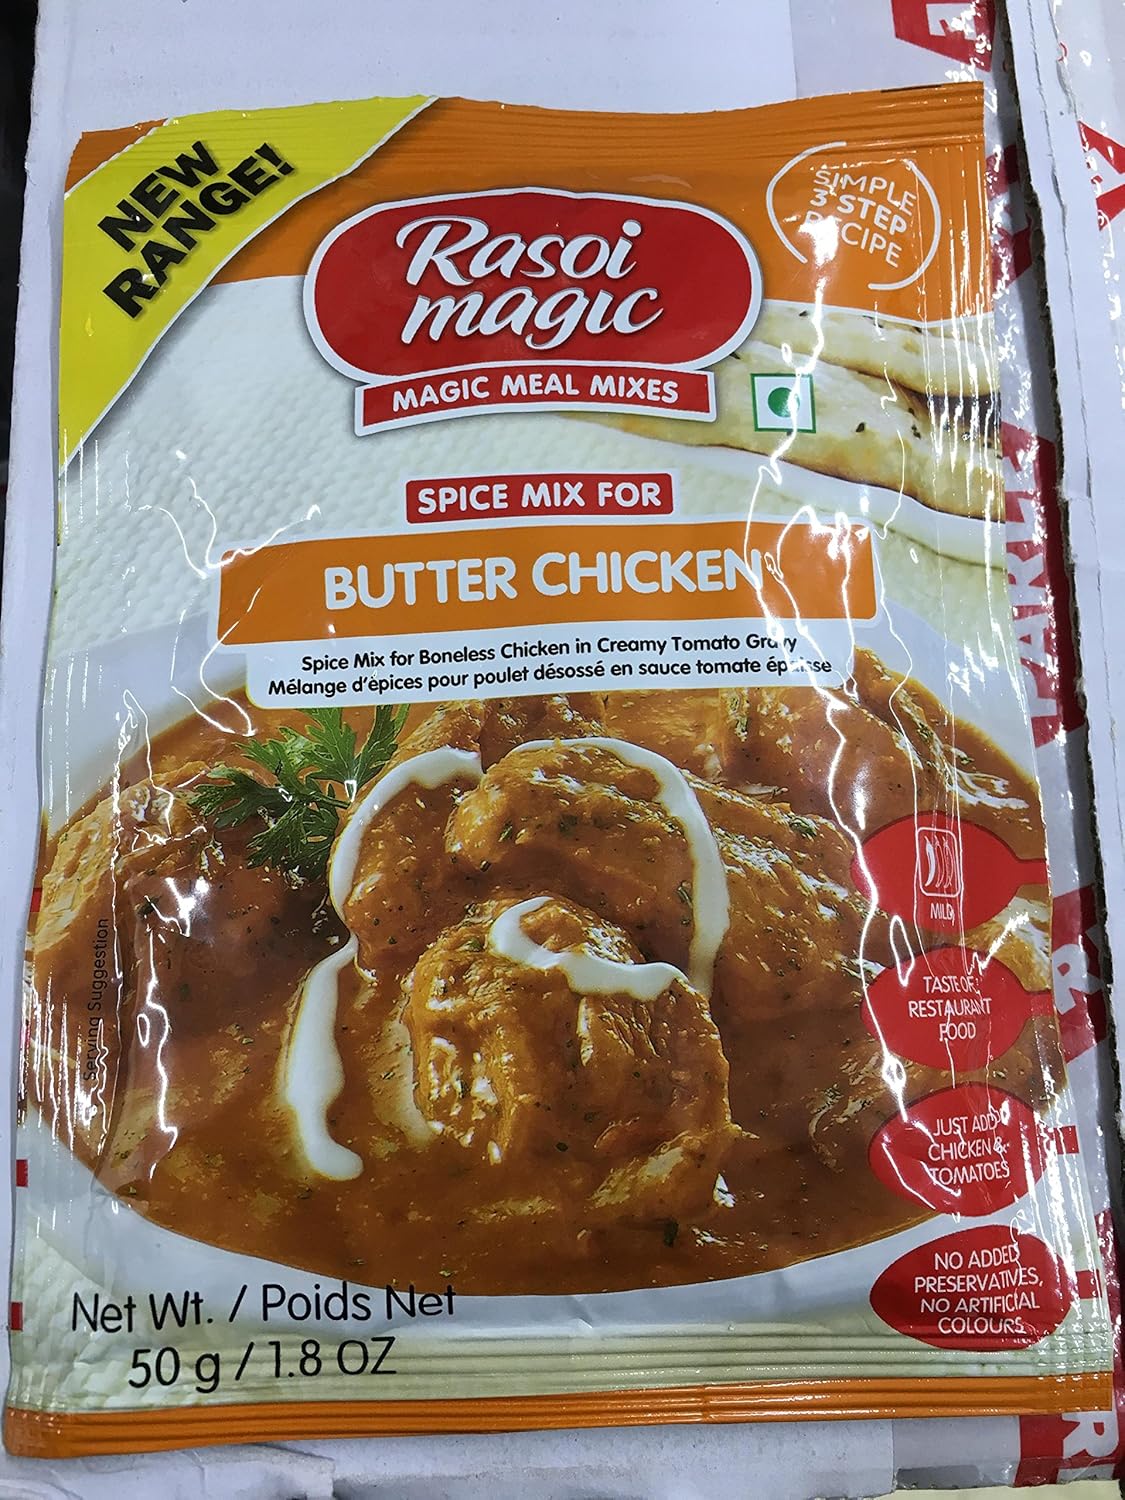 NEW
RANGE!
SIMPLE
3 STEP
RECIPE
Rasoi
magic
MAGIC MEAL MIXES
SPICE MIX FOR
BUTTER CHICKEN
Spice Mix for Boneless Chicken in Creamy Tomato Gravy
Mélange d'épices pour poulet désossé en sauce tomate épaisse
MILD
TASTE OF
RESTAURANT
FOOD
Serving Suggestion
JUST ADD
CHICKEN &
TOMATOES
NO ADDED
PRESERVATIVES,
NO ARTIFICIAL
COLOURS
Net Wt. / Poids Net
50 g / 1.8 OZ